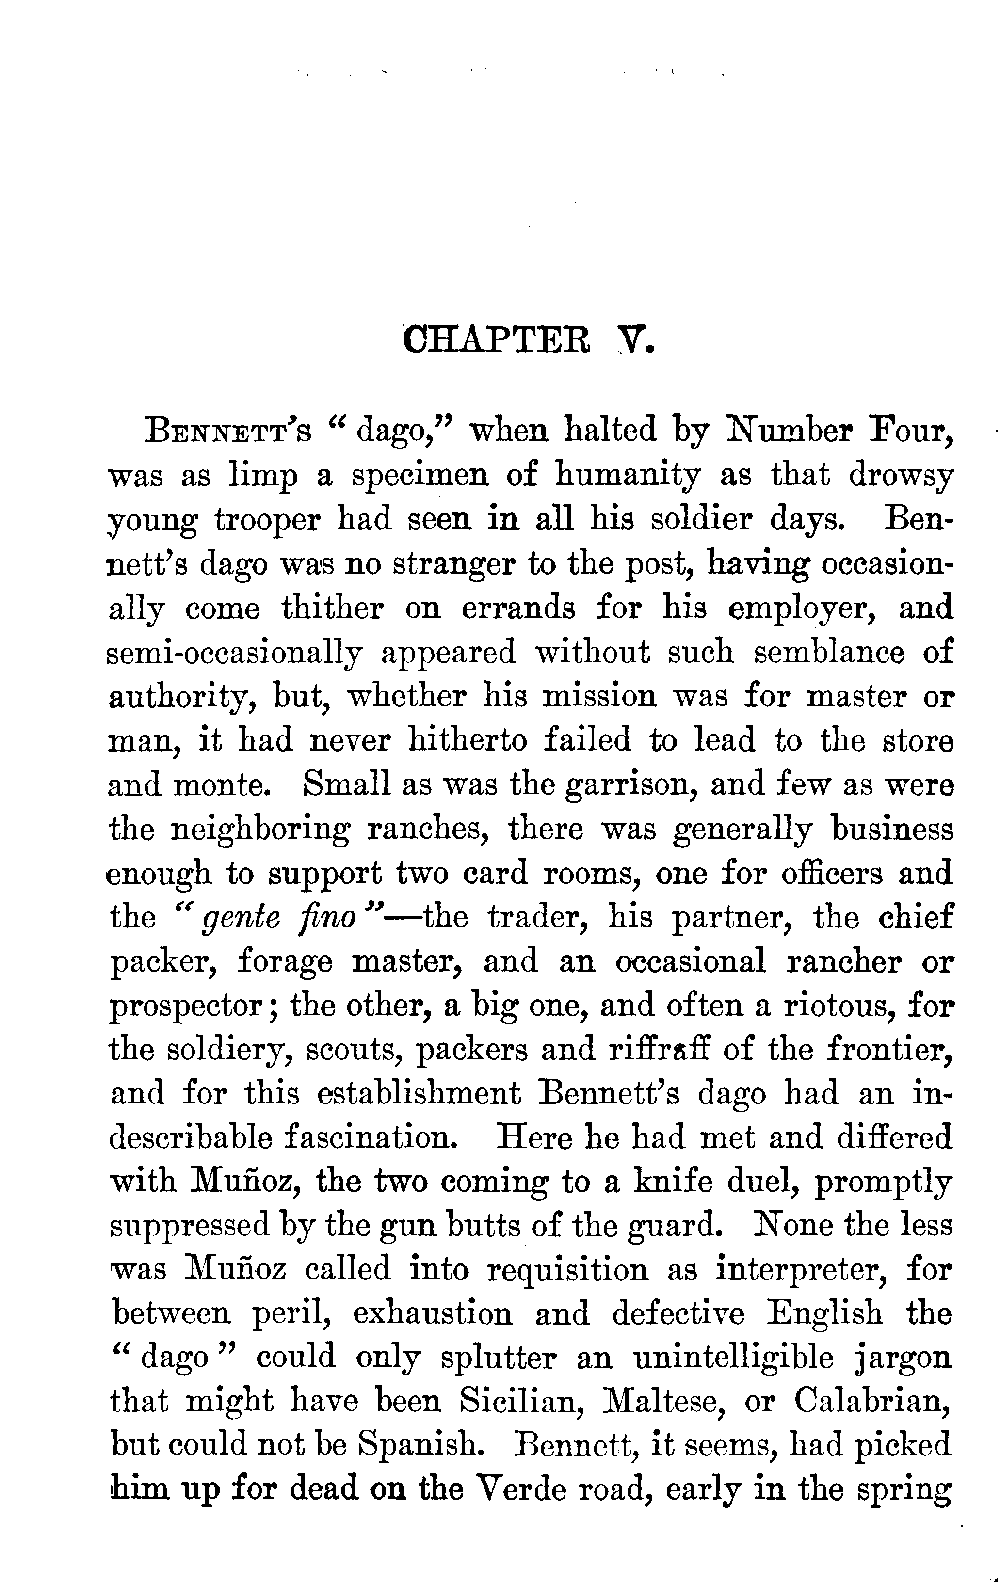 CHAPTER V.
BENNETT'S “ dago,” when halted by Number Four,
was as limp a specimen of humanity as that drowsy
young trooper had seen in all his soldier days. Ben-
nett's dago was no stranger to the post, having occasion-
ally come thither on errands for his employer, and
semi-occasionally appeared without such semblance of
authority, but, whether his mission was for master or
man, it had never hitherto failed to lead to the store
and monte. Small as was the garrison, and few as were
the neighboring ranches, there was generally business
enough to support two card rooms, one for officers and
the “ gente fino ”—the trader, his partner, the chief
packer, forage master, and an occasional rancher or
prospector; the other, a big one, and often a riotous, for
the soldiery, scouts, packers and riffraff of the frontier,
and for this establishment Bennett's dago had an in-
describable fascination. Here he had met and differed
with Muñoz, the two coming to a knife duel, promptly
suppressed by the gun butts of the guard. None the less
was Muñoz called into requisition as interpreter, for
between peril, exhaustion and defective English the
“ dago ” could only splutter an unintelligible jargon
that might have been Sicilian, Maltese, or Calabrian,
but could not be Spanish. Bennett, it seems, had picked
him up for dead on the Verde road, early in the spring